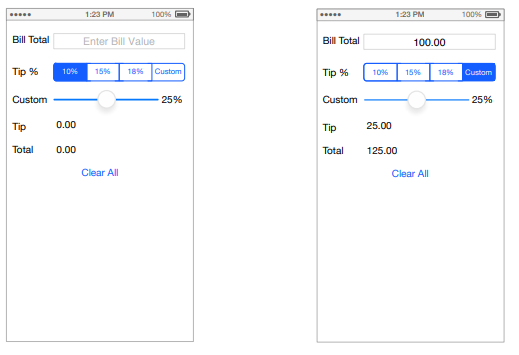 1:23 PM 100%
Bill Total Enter Bill Value
Tip % 10% 15% 18% Custom
Custom 25%
Tip 0.00
Total 0.00
Clear All
1:23 PM 100%
Bill Total 100.00
Tip % 10% 15% 18% Custom
Custom 25%
Tip 25.00
Total 125.00
Clear All